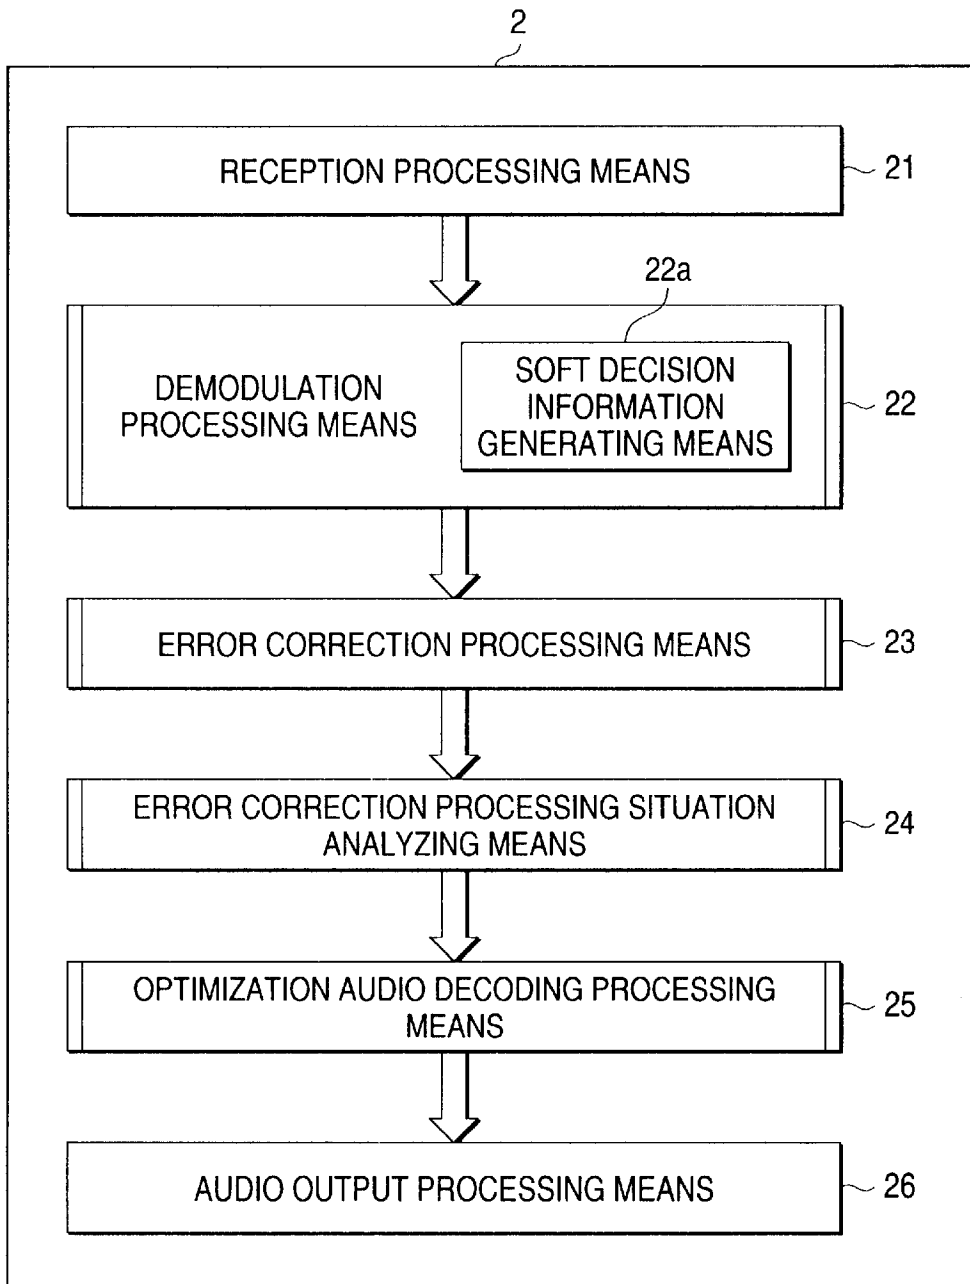 2
RECEPTION PROCESSING MEANS
21
22a
DEMODULATION
PROCESSING MEANS
SOFT DECISION
INFORMATION
GENERATING MEANS
22
ERROR CORRECTION PROCESSING MEANS
23
ERROR CORRECTION PROCESSING SITUATION
ANALYZING MEANS
24
OPTIMIZATION AUDIO DECODING PROCESSING
MEANS
25
AUDIO OUTPUT PROCESSING MEANS
26